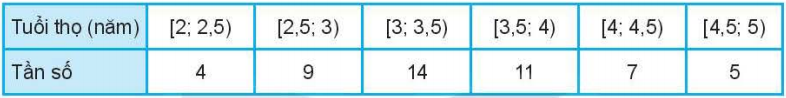 Tuổi thọ (năm) [2; 2,5) [2,5; 3) [3; 3,5) [3,5; 4) [4; 4,5) [4,5; 5)
Tần số 4 9 14 11 7 5